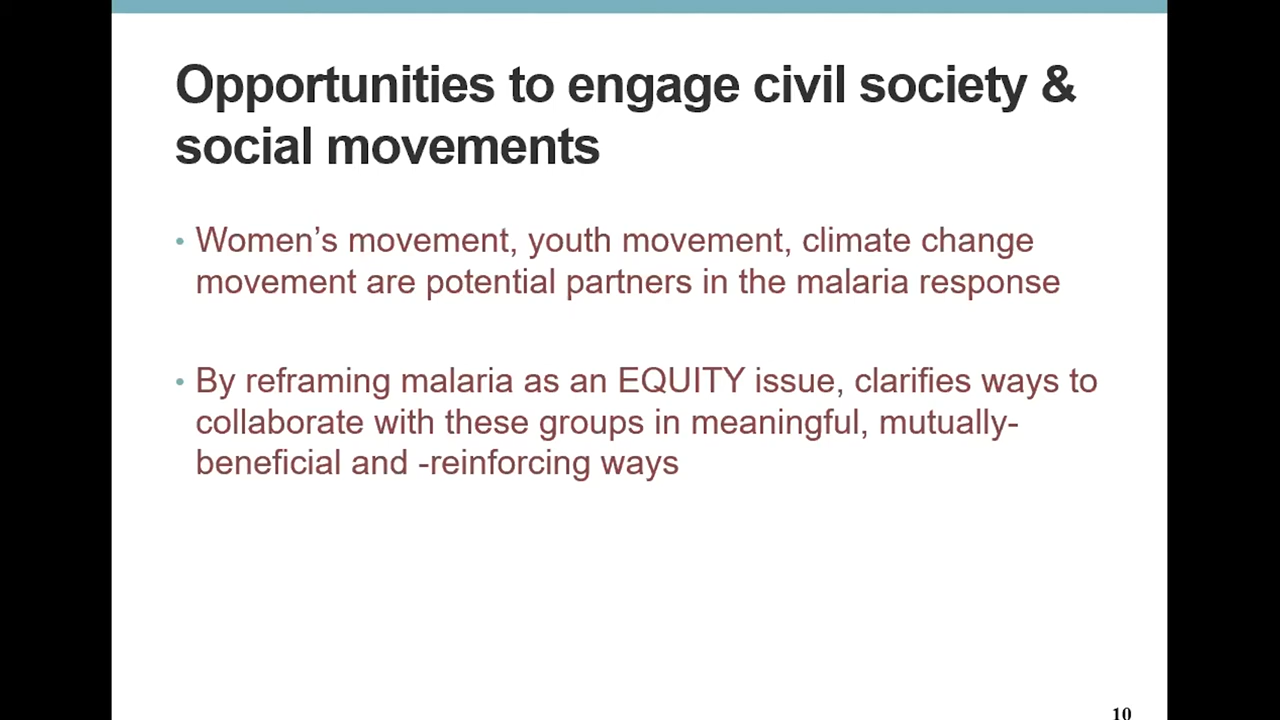 Opportunities to engage civil society &
social movements
• Women’s movement, youth movement, climate change
movement are potential partners in the malaria response
• By reframing malaria as an EQUITY issue, clarifies ways to
collaborate with these groups in meaningful, mutually-
beneficial and -reinforcing ways
10